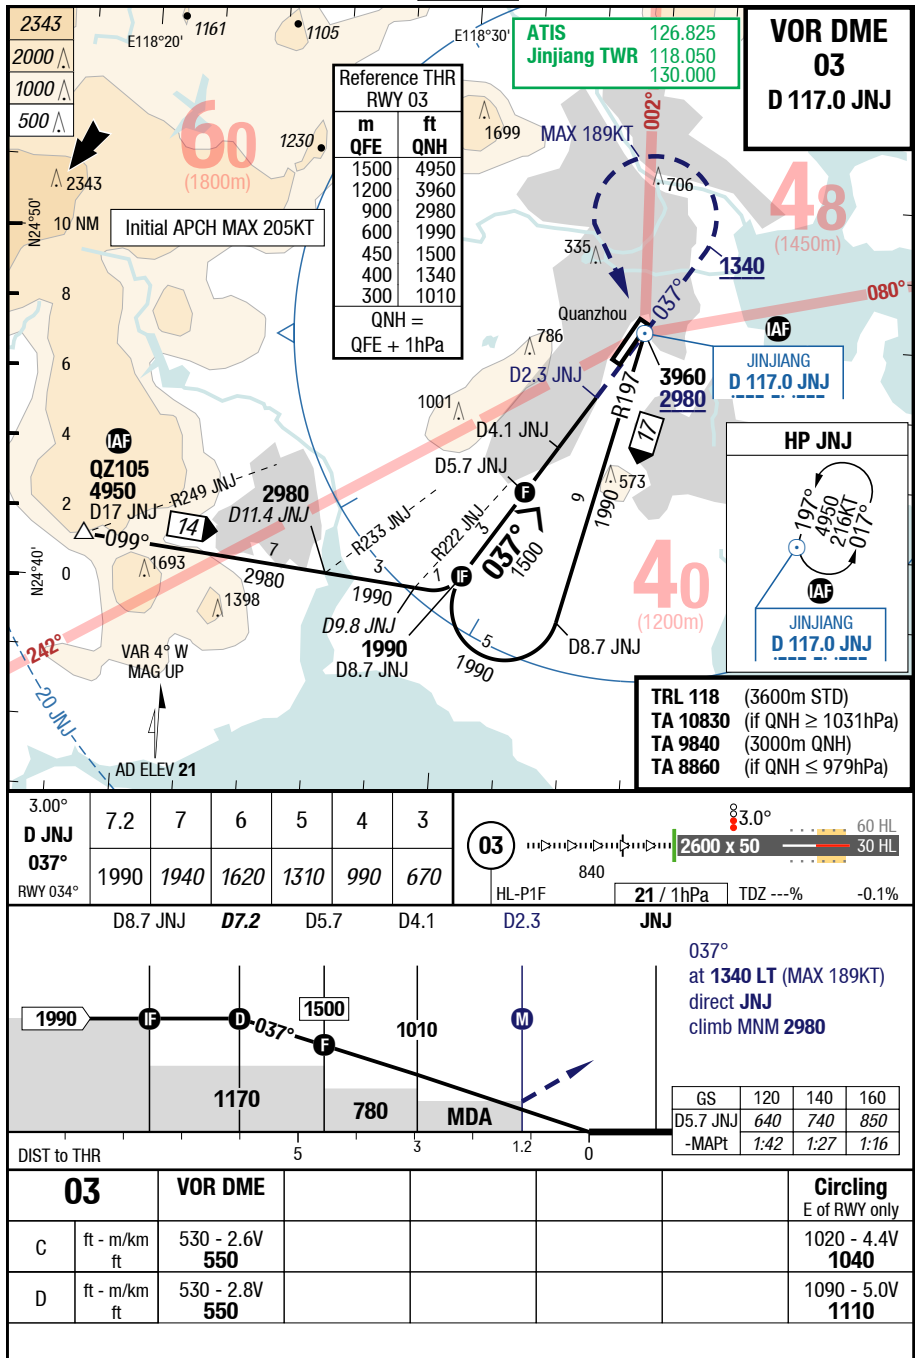 2343
2000
1000
500
1161
1105
E118°20'
E118°30'
ATIS 126.825
Jinjiang TWR 118.050
130.000
VOR DME
03
D 117.0 JNJ
Reference THR
RWY 03
m ft
QFE QNH
1500 4950
1200 3960
900 2980
600 1990
450 1500
400 1340
300 1010
QNH =
QFE + 1hPa
60
(1800m)
1230
1699
MAX 189KT
002°
706
48
(1450m)
2343
N24°50'
10 NM
Initial APCH MAX 205KT
335
1340
037°
080°
8
6
4
2
0
Quanzhou
IAF
JINJIANG
D 117.0 JNJ
786
D2.3 JNJ
3960
2980
1001
R197
17
D4.1 JNJ
D5.7 JNJ
HP JNJ
197°
4950
216KT
017°
IAF
JINJIANG
D 117.0 JNJ
IAF
QZ105
4950
D17 JNJ
R249 JNJ
2980
D11.4 JNJ
14
099°
7
2980
R233 JNJ
R222 JNJ
3
1990
1
3
F
037°
1500
9
1990
573
40
(1200m)
N24°40'
1693
1398
IF
D9.8 JNJ
1990
D8.7 JNJ
5
1990
D8.7 JNJ
242°
20 JNJ
VAR 4° W
MAG UP
AD ELEV 21
TRL 118 (3600m STD)
TA 10830 (if QNH ≥ 1031hPa)
TA 9840 (3000m QNH)
TA 8860 (if QNH ≤ 979hPa)
3.00°
D JNJ
037°
RWY 034°
7.2 7 6 5 4 3
1990 1940 1620 1310 990 670
03
840
HL-P1F
3.0°
2600 x 50
60 HL
30 HL
21 / 1hPa
TDZ ---%
-0.1%
D8.7 JNJ D7.2 D5.7 D4.1 D2.3 JNJ
037°
at 1340 LT (MAX 189KT)
direct JNJ
climb MNM 2980
1990
IF
D
037°
1500
F
1010
M
1170
780
MDA
DIST to THR 5 3 1.2 0
GS 120 140 160
D5.7 JNJ 640 740 850
-MAPt 1:42 1:27 1:16
03 VOR DME Circling
E of RWY only
C ft - m/km 530 - 2.6V 1020 - 4.4V
ft 550 1040
D ft - m/km 530 - 2.8V 1090 - 5.0V
ft 550 1110